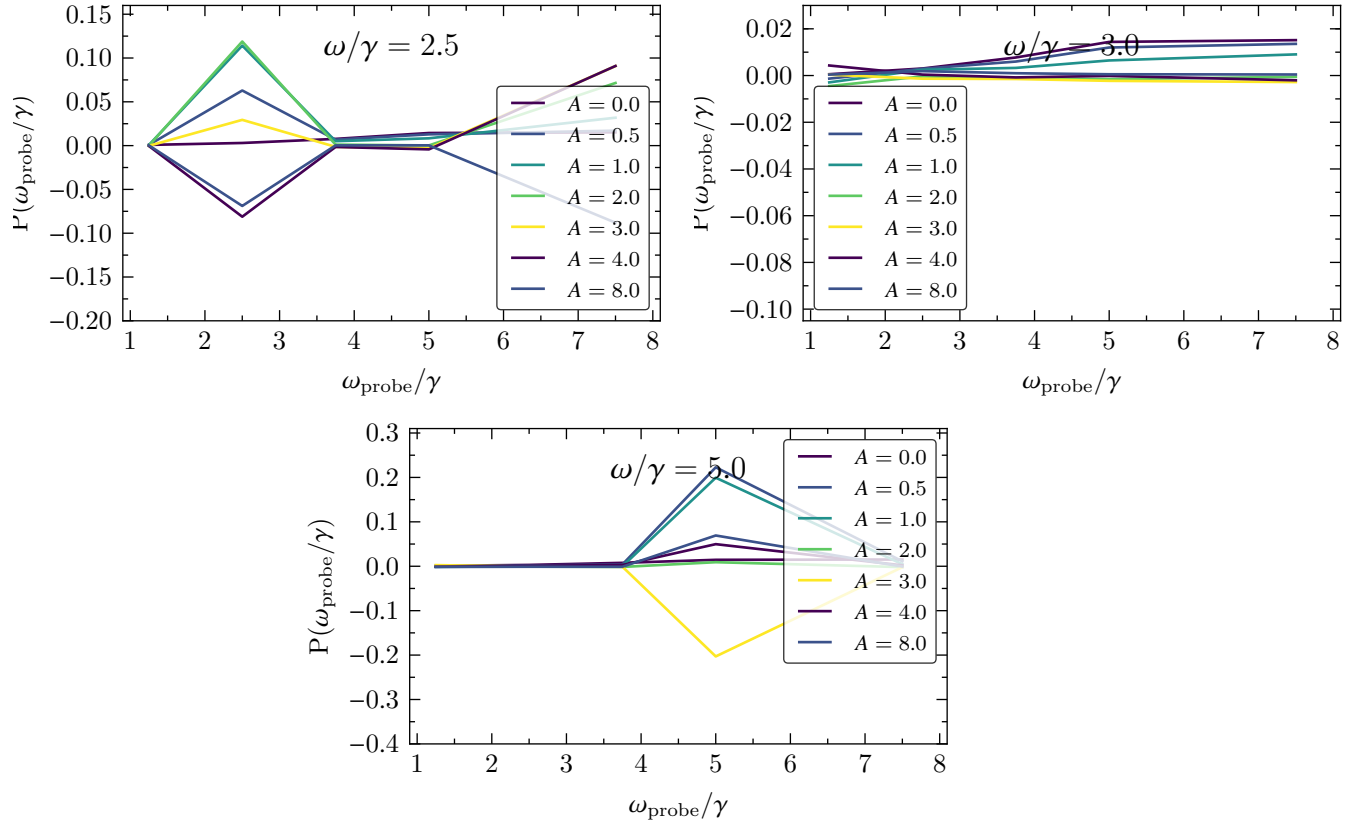 0.15
0.10
0.05
0.00
−0.05
−0.10
−0.15
−0.20
P(ω_probe/γ)
ω/γ = 2.5
A = 0.0
A = 0.5
A = 1.0
A = 2.0
A = 3.0
A = 4.0
A = 8.0
1 2 3 4 5 6 7 8
ω_probe/γ
0.02
0.00
−0.02
−0.04
−0.06
−0.08
−0.10
P(ω_probe/γ)
ω/γ = 3.0
A = 0.0
A = 0.5
A = 1.0
A = 2.0
A = 3.0
A = 4.0
A = 8.0
1 2 3 4 5 6 7 8
ω_probe/γ
0.3
0.2
0.1
0.0
−0.1
−0.2
−0.3
−0.4
P(ω_probe/γ)
ω/γ = 5.0
A = 0.0
A = 0.5
A = 1.0
A = 2.0
A = 3.0
A = 4.0
A = 8.0
1 2 3 4 5 6 7 8
ω_probe/γ